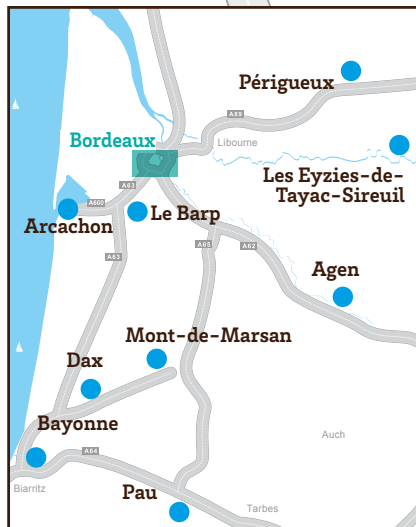 Périgueux
A89
Bordeaux
Libourne
Les Eyzies-de-
Tayac-Sireuil
A63
A660
Le Barp
Arcachon
A65
A62
A63
Agen
Mont-de-Marsan
Dax
Bayonne
Auch
A64
Biarritz
Pau
Tarbes